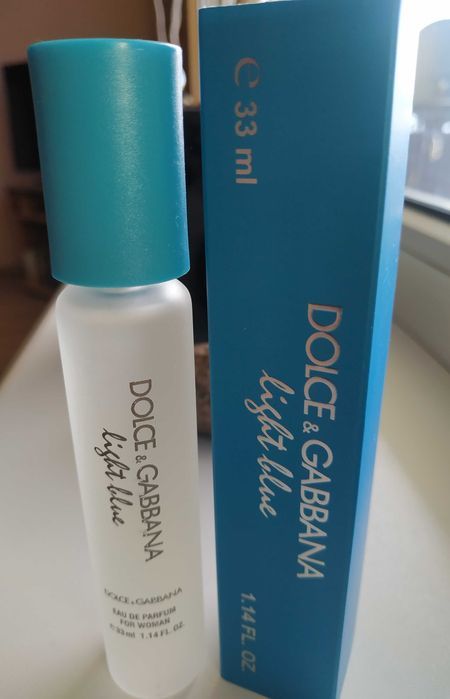 DOLCE & GABBANA
light blue
DOLCE & GABBANA
EAU DE PARFUM
FOR WOMAN
℮33ml 1.14 FL. OZ.
℮ 33 ml
DOLCE & GABBANA
light blue
1.14 FL. OZ.